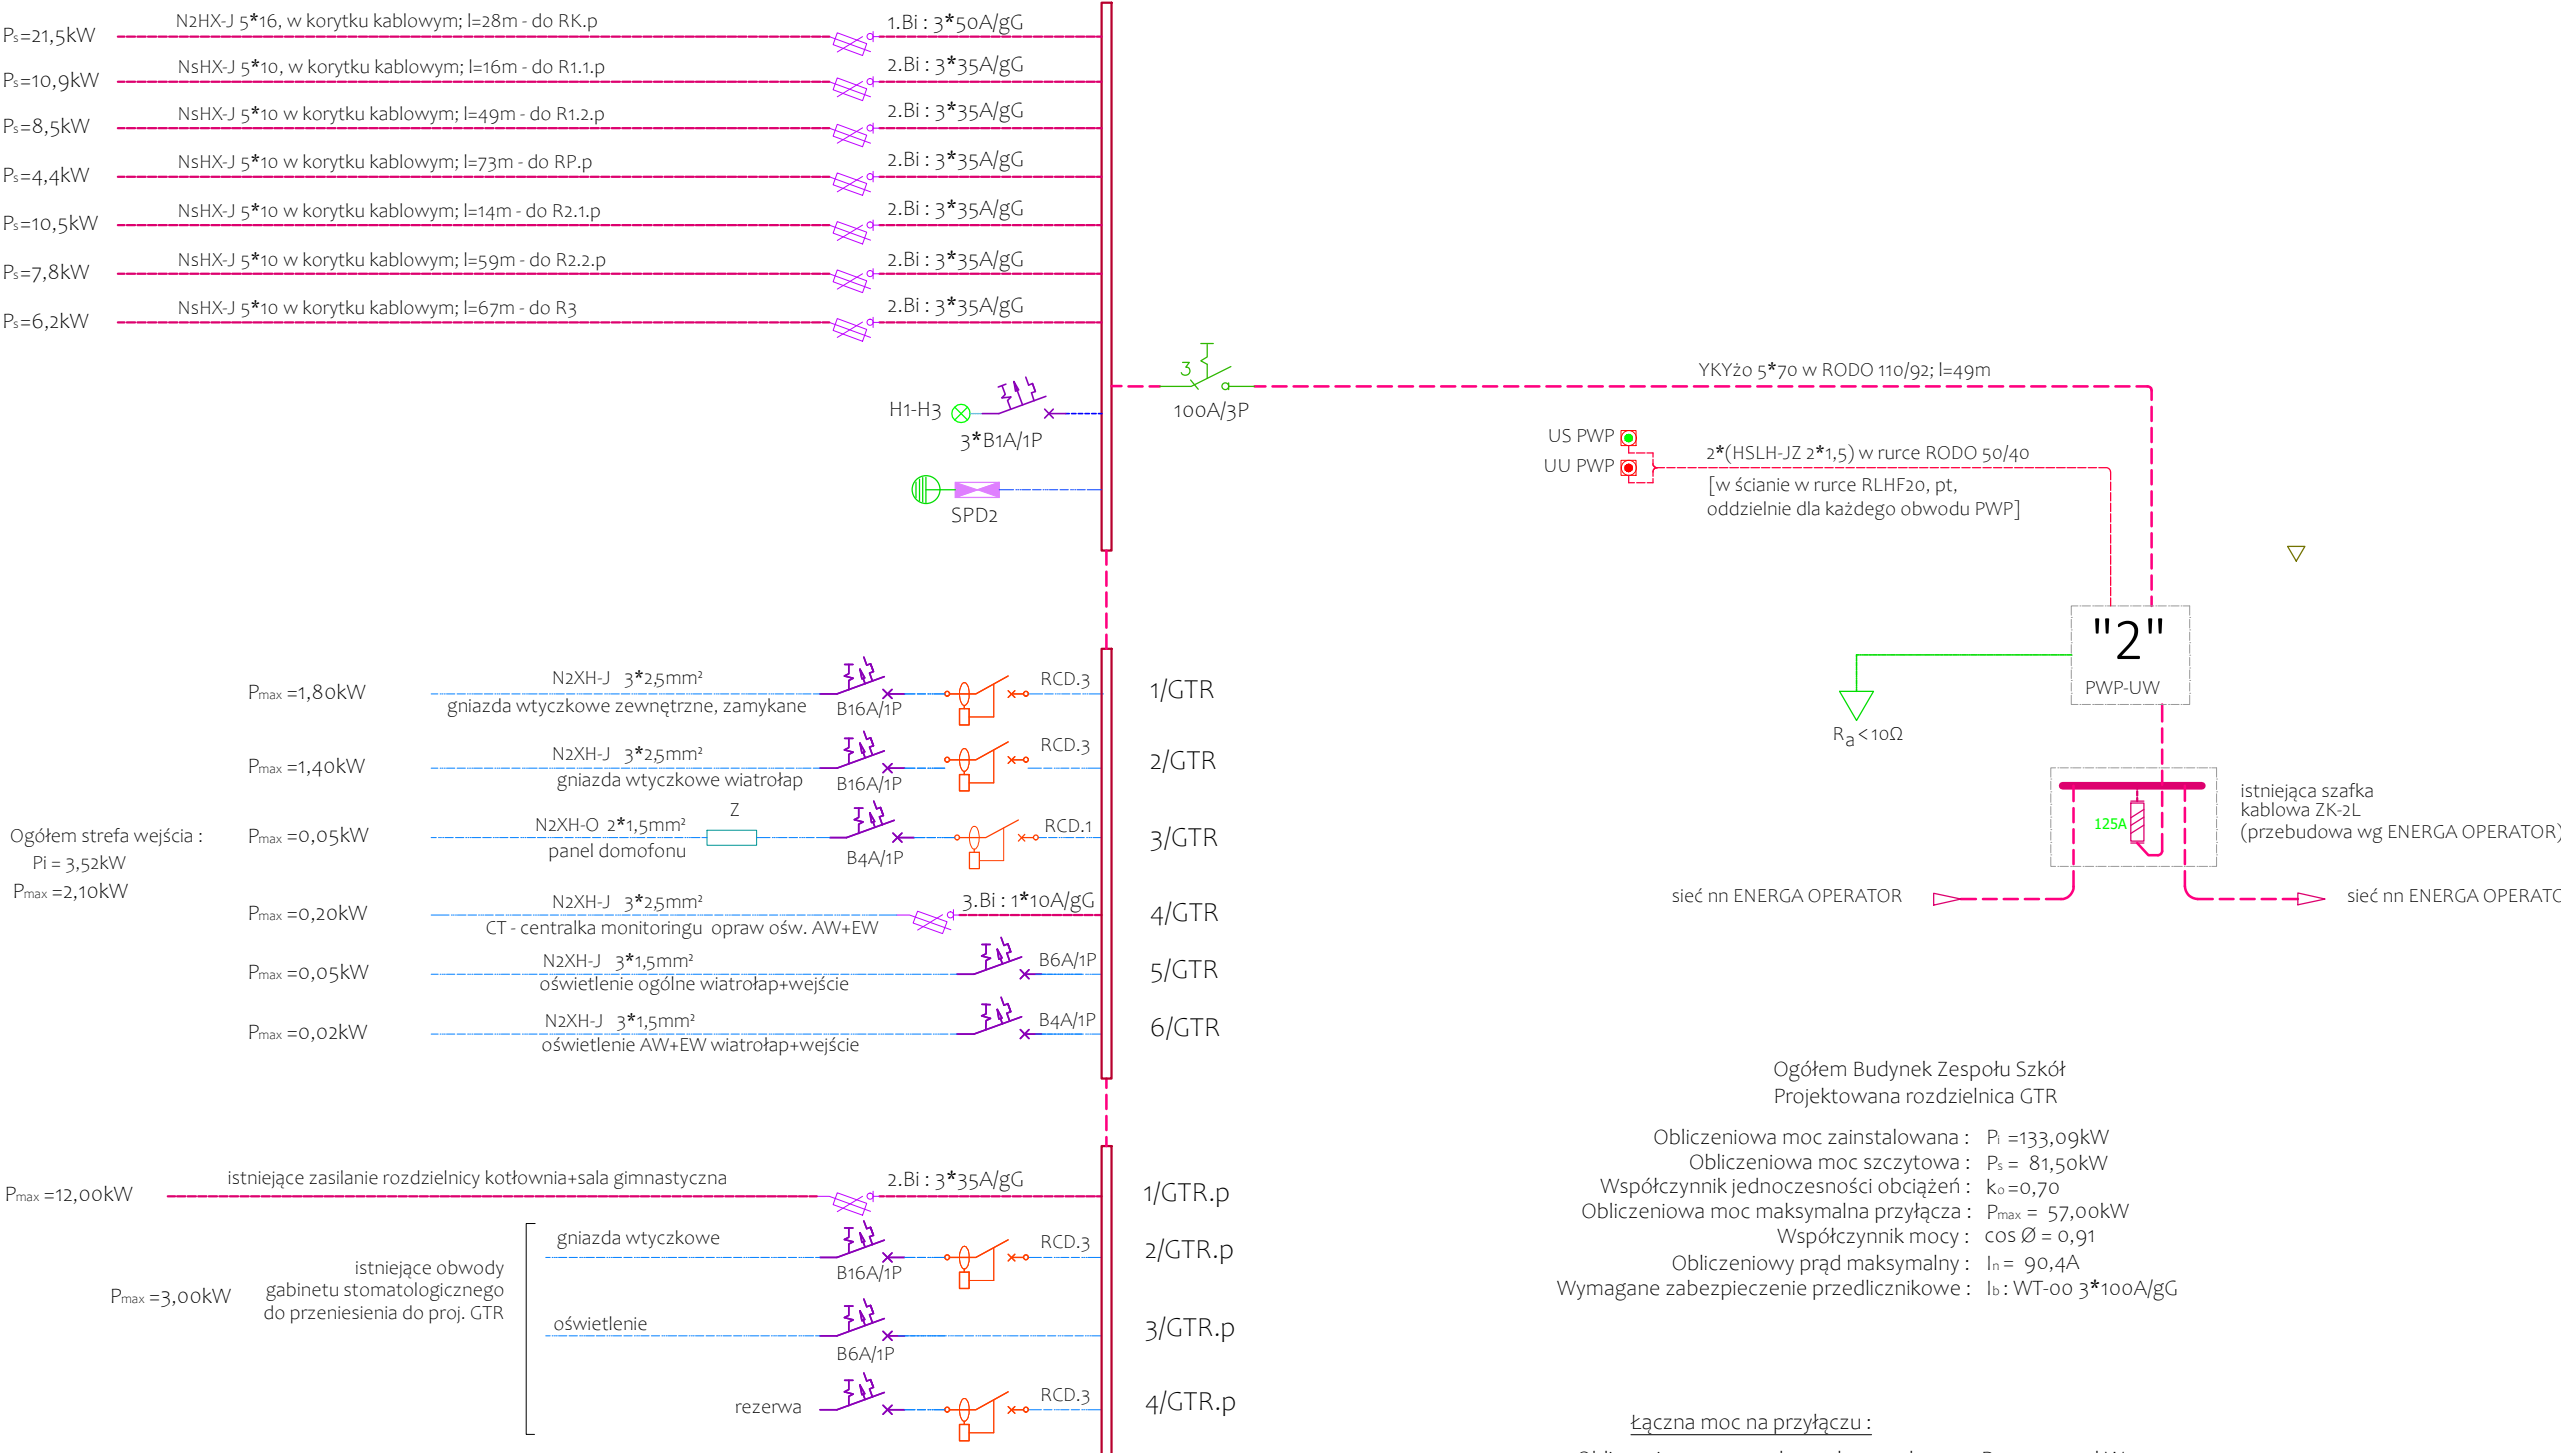 Ps=21,5kW
N2HX-J 5*16, w korytku kablowym; l=28m - do RK.p
1.Bi : 3*50A/gG
Ps=10,9kW
NsHX-J 5*10, w korytku kablowym; l=16m - do R1.1.p
2.Bi : 3*35A/gG
Ps=8,5kW
NsHX-J 5*10 w korytku kablowym; l=49m - do R1.2.p
2.Bi : 3*35A/gG
Ps=4,4kW
NsHX-J 5*10 w korytku kablowym; l=73m - do RP.p
2.Bi : 3*35A/gG
Ps=10,5kW
NsHX-J 5*10 w korytku kablowym; l=14m - do R2.1.p
2.Bi : 3*35A/gG
Ps=7,8kW
NsHX-J 5*10 w korytku kablowym; l=59m - do R2.2.p
2.Bi : 3*35A/gG
Ps=6,2kW
NsHX-J 5*10 w korytku kablowym; l=67m - do R3
2.Bi : 3*35A/gG
3
100A/3P
YKYżo 5*70 w RODO 110/92; l=49m
H1-H3
3*B1A/1P
SPD2
US PWP
UU PWP
2*(HSLH-JZ 2*1,5) w rurce RODO 50/40
[w ścianie w rurce RLHF20, pt,
oddzielnie dla każdego obwodu PWP]
"2"
PWP-UW
Ra<10Ω
125A
istniejąca szafka
kablowa ZK-2L
(przebudowa wg ENERGA OPERATOR)
sieć nn ENERGA OPERATOR
sieć nn ENERGA OPERATO
Ogółem strefa wejścia :
Pi = 3,52kW
Pmax =2,10kW
Pmax =1,80kW
N2XH-J 3*2,5mm²
gniazda wtyczkowe zewnętrzne, zamykane
B16A/1P
RCD.3
1/GTR
Pmax =1,40kW
N2XH-J 3*2,5mm²
gniazda wtyczkowe wiatrołap
B16A/1P
RCD.3
2/GTR
Pmax =0,05kW
N2XH-O 2*1,5mm²
panel domofonu
Z
B4A/1P
RCD.1
3/GTR
Pmax =0,20kW
N2XH-J 3*2,5mm²
CT - centralka monitoringu opraw ośw. AW+EW
3.Bi : 1*10A/gG
4/GTR
Pmax =0,05kW
N2XH-J 3*1,5mm²
oświetlenie ogólne wiatrołap+wejście
B6A/1P
5/GTR
Pmax =0,02kW
N2XH-J 3*1,5mm²
oświetlenie AW+EW wiatrołap+wejście
B4A/1P
6/GTR
Pmax =12,00kW
istniejące zasilanie rozdzielnicy kotłownia+sala gimnastyczna
2.Bi : 3*35A/gG
1/GTR.p
Pmax =3,00kW
istniejące obwody
gabinetu stomatologicznego
do przeniesienia do proj. GTR
gniazda wtyczkowe
B16A/1P
RCD.3
2/GTR.p
oświetlenie
B6A/1P
3/GTR.p
rezerwa
RCD.3
4/GTR.p
Ogółem Budynek Zespołu Szkół
Projektowana rozdzielnica GTR
Obliczeniowa moc zainstalowana : Pi =133,09kW
Obliczeniowa moc szczytowa : Ps = 81,50kW
Współczynnik jednoczesności obciążeń : ko =0,70
Obliczeniowa moc maksymalna przyłącza : Pmax = 57,00kW
Współczynnik mocy : cos Ø = 0,91
Obliczeniowy prąd maksymalny : In = 90,4A
Wymagane zabezpieczenie przedlicznikowe : Ib : WT-00 3*100A/gG
Łączna moc na przyłączu :